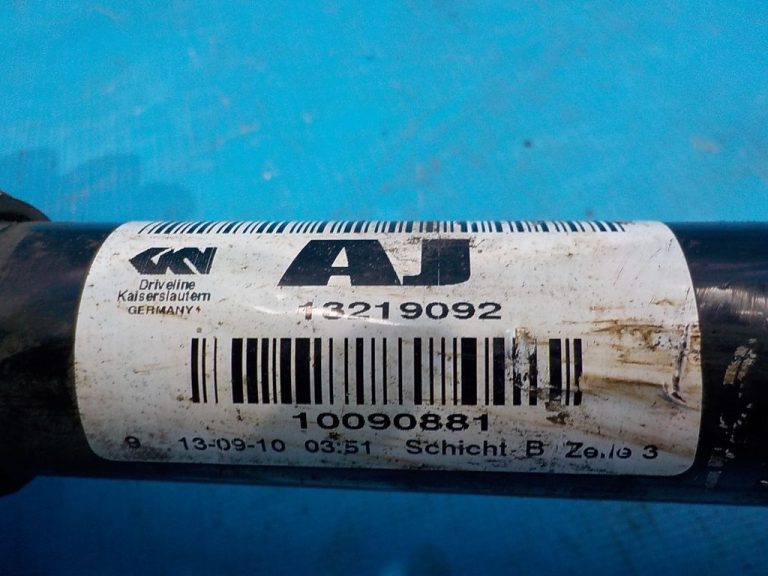 GKN
AJ
Driveline
Kaiserslautern
GERMANY
13219092
10090881
9 13-09-10 03:51 Schicht B Zeile 3